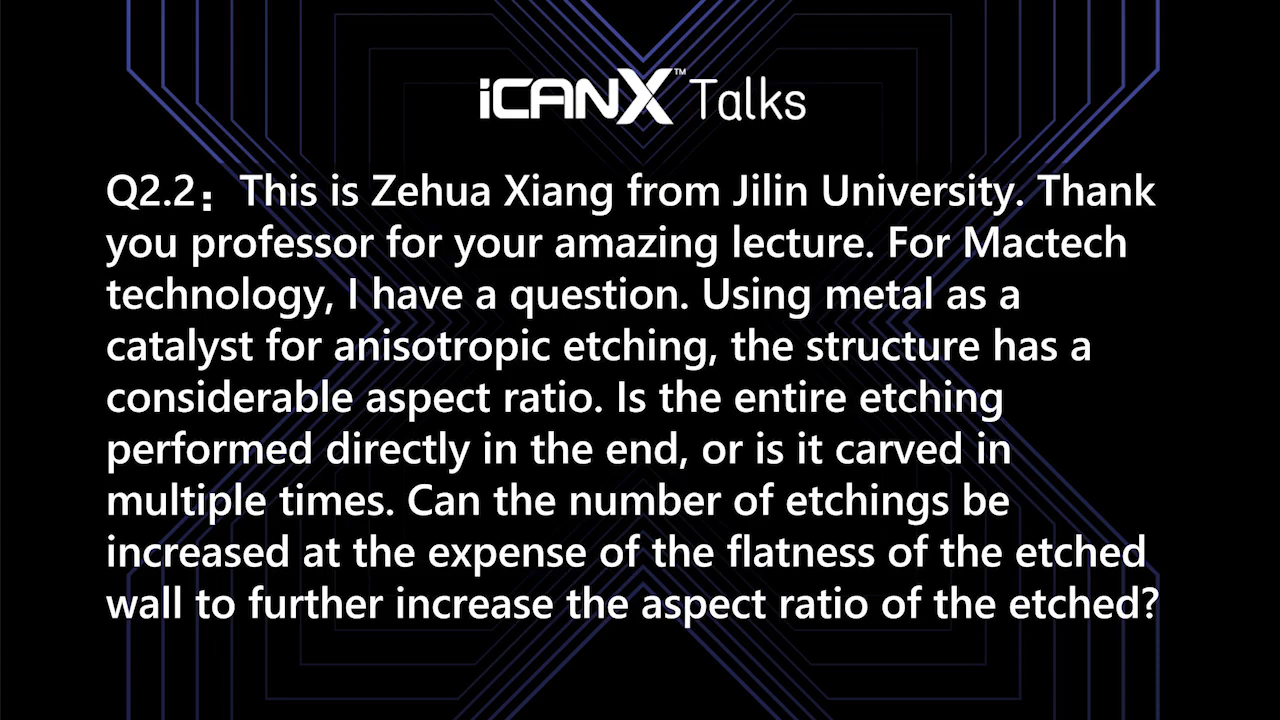 iCANX™ Talks
Q2.2：This is Zehua Xiang from Jilin University. Thank
you professor for your amazing lecture. For Mactech
technology, I have a question. Using metal as a
catalyst for anisotropic etching, the structure has a
considerable aspect ratio. Is the entire etching
performed directly in the end, or is it carved in
multiple times. Can the number of etchings be
increased at the expense of the flatness of the etched
wall to further increase the aspect ratio of the etched?